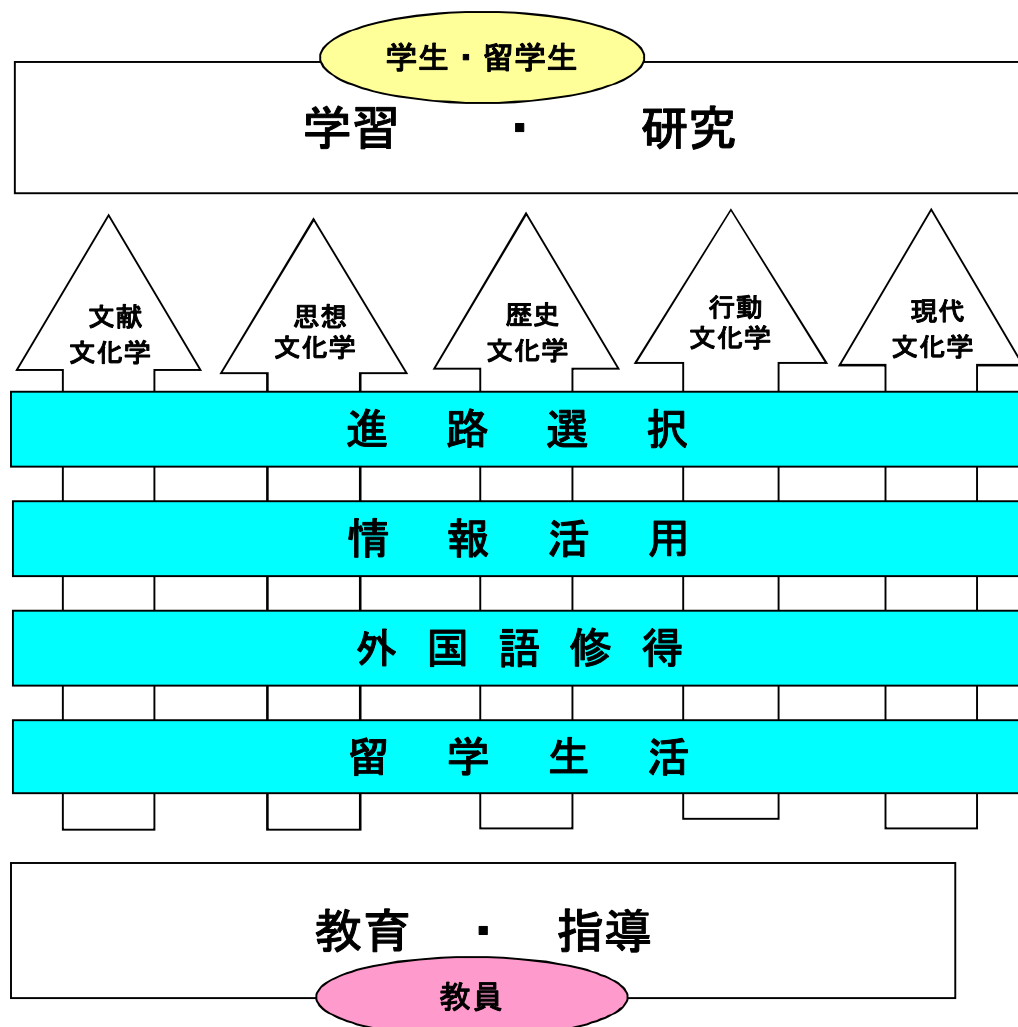 学生・留学生
学習 ・ 研究
文献
文化学
思想
文化学
歴史
文化学
行動
文化学
現代
文化学
進路選択
情報活用
外国語修得
留学生活
教育 ・ 指導
教員